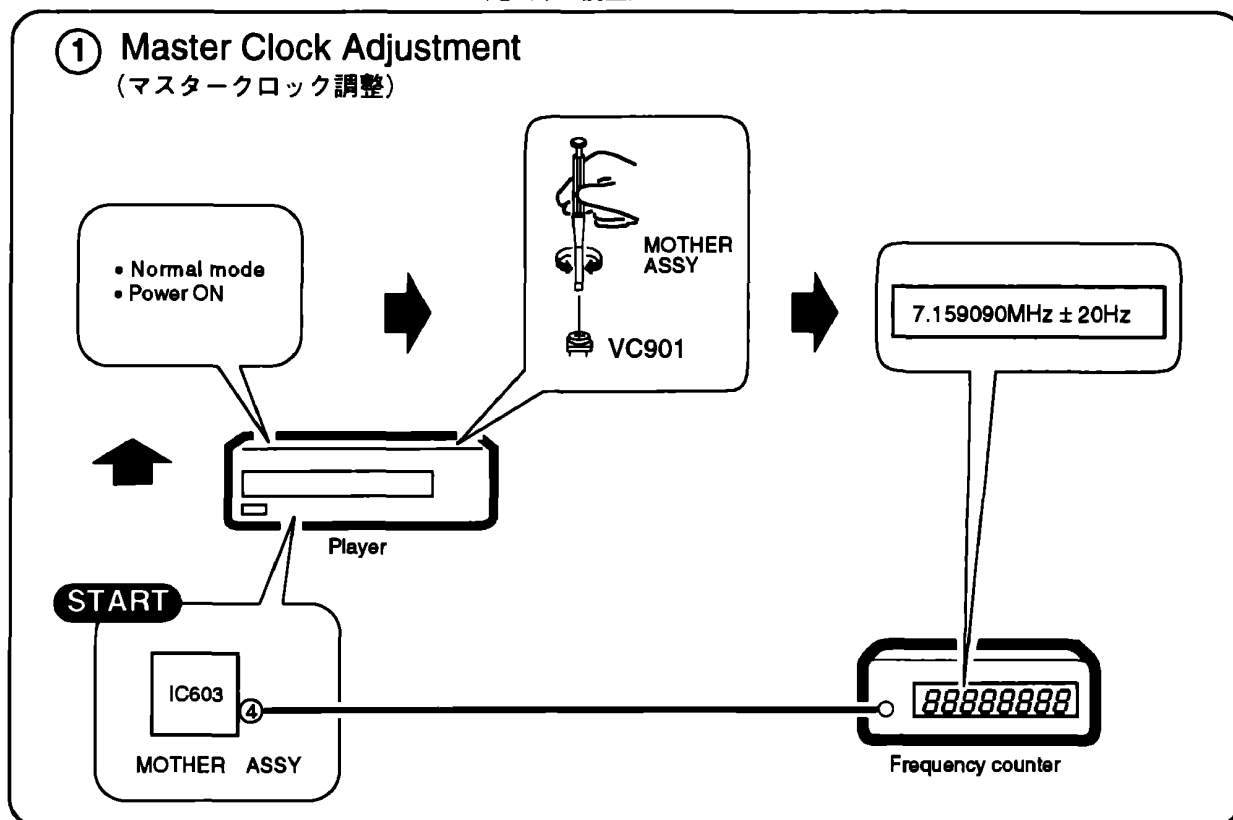 ① Master Clock Adjustment
(マスタークロック調整)
• Normal mode
• Power ON
MOTHER
ASSY
VC901
7.159090MHz ± 20Hz
Player
START
IC603
④
MOTHER ASSY
88888888
Frequency counter